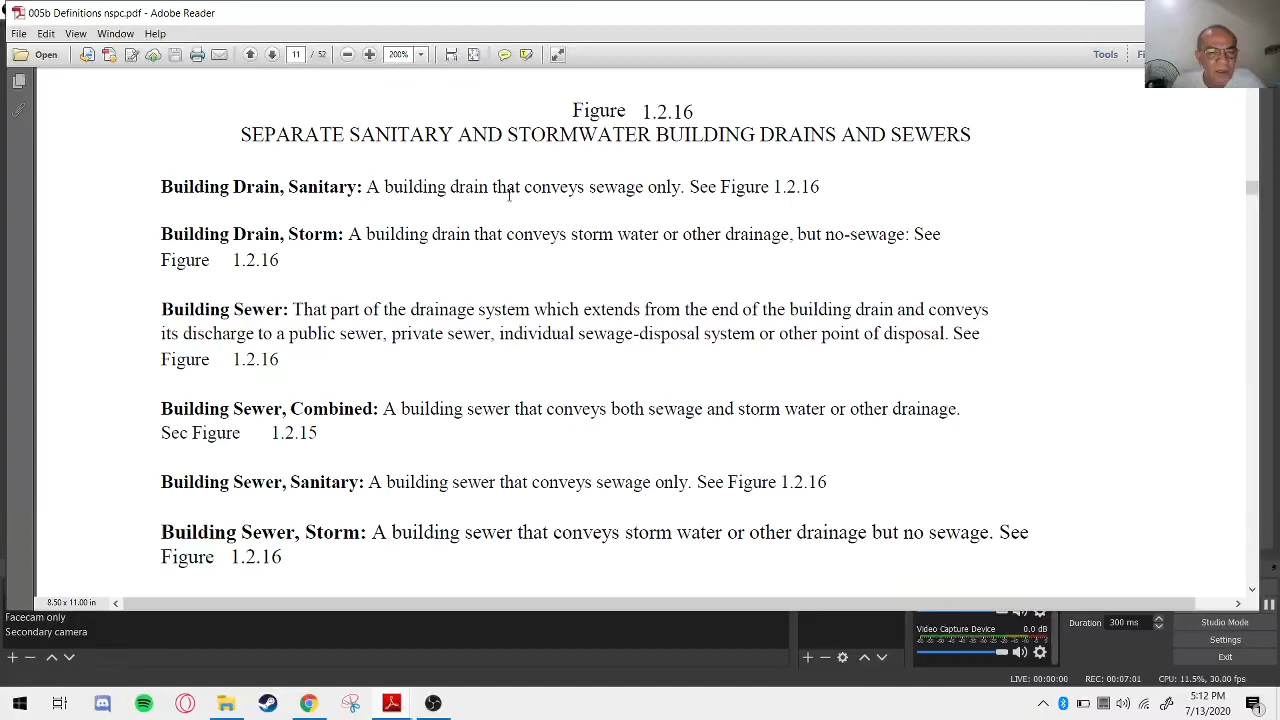 005b Definitions nspc.pdf - Adobe Reader
File Edit View Window Help
Open 11 / 52 200% Tools
Figure 1.2.16
SEPARATE SANITARY AND STORMWATER BUILDING DRAINS AND SEWERS
Building Drain, Sanitary: A building drain that conveys sewage only. See Figure 1.2.16
Building Drain, Storm: A building drain that conveys storm water or other drainage, but no-sewage: See
Figure 1.2.16
Building Sewer: That part of the drainage system which extends from the end of the building drain and conveys
its discharge to a public sewer, private sewer, individual sewage-disposal system or other point of disposal. See
Figure 1.2.16
Building Sewer, Combined: A building sewer that conveys both sewage and storm water or other drainage.
Sec Figure 1.2.15
Building Sewer, Sanitary: A building sewer that conveys sewage only. See Figure 1.2.16
Building Sewer, Storm: A building sewer that conveys storm water or other drainage but no sewage. See
Figure 1.2.16
8.50 x 11.00 in
Facecam only
Secondary camera
Video Capture Device 0.0 dB
Duration 300 ms
Studio Mode
Settings
Exit
LIVE: 00:00:00 REC: 00:07:01 CPU: 11.5%, 30.00 fps
5:12 PM
7/13/2020